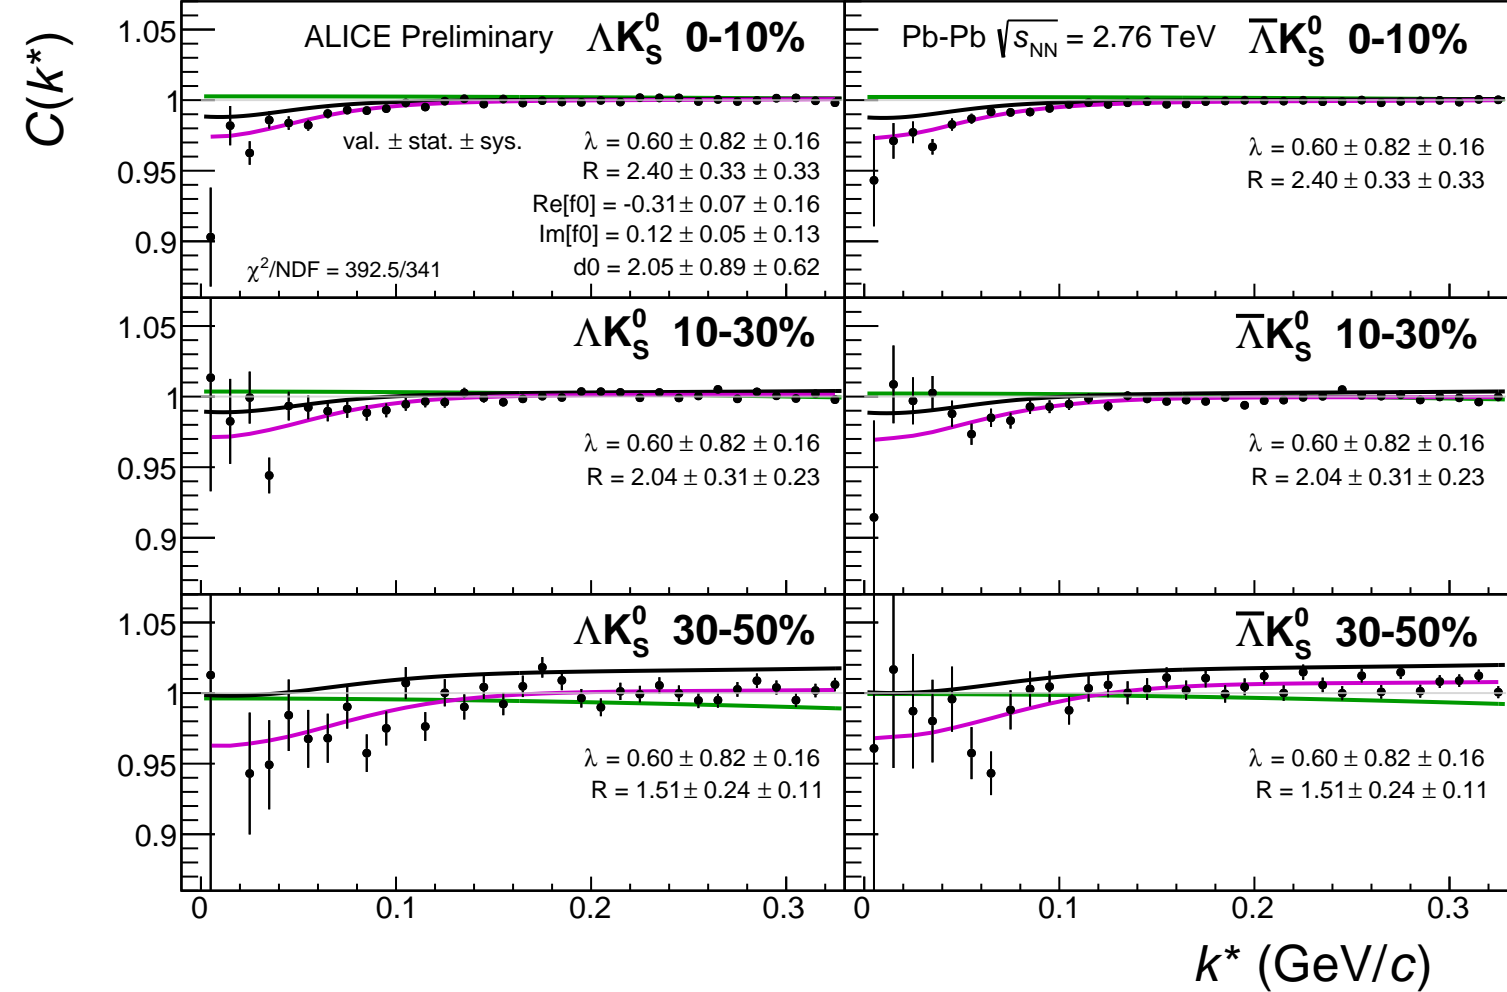 C(k*)
ALICE Preliminary ΛK⁰S 0-10%
val. ± stat. ± sys.
λ = 0.60 ± 0.82 ± 0.16
R = 2.40 ± 0.33 ± 0.33
Re[f0] = -0.31 ± 0.07 ± 0.16
Im[f0] = 0.12 ± 0.05 ± 0.13
d0 = 2.05 ± 0.89 ± 0.62
χ²/NDF = 392.5/341
1.05
1
0.95
0.9
Pb-Pb √sNN = 2.76 TeV Λ̅K⁰S 0-10%
λ = 0.60 ± 0.82 ± 0.16
R = 2.40 ± 0.33 ± 0.33
ΛK⁰S 10-30%
λ = 0.60 ± 0.82 ± 0.16
R = 2.04 ± 0.31 ± 0.23
1.05
1
0.95
0.9
Λ̅K⁰S 10-30%
λ = 0.60 ± 0.82 ± 0.16
R = 2.04 ± 0.31 ± 0.23
ΛK⁰S 30-50%
λ = 0.60 ± 0.82 ± 0.16
R = 1.51 ± 0.24 ± 0.11
1.05
1
0.95
0.9
Λ̅K⁰S 30-50%
λ = 0.60 ± 0.82 ± 0.16
R = 1.51 ± 0.24 ± 0.11
0 0.1 0.2 0.3
0 0.1 0.2 0.3
k* (GeV/c)